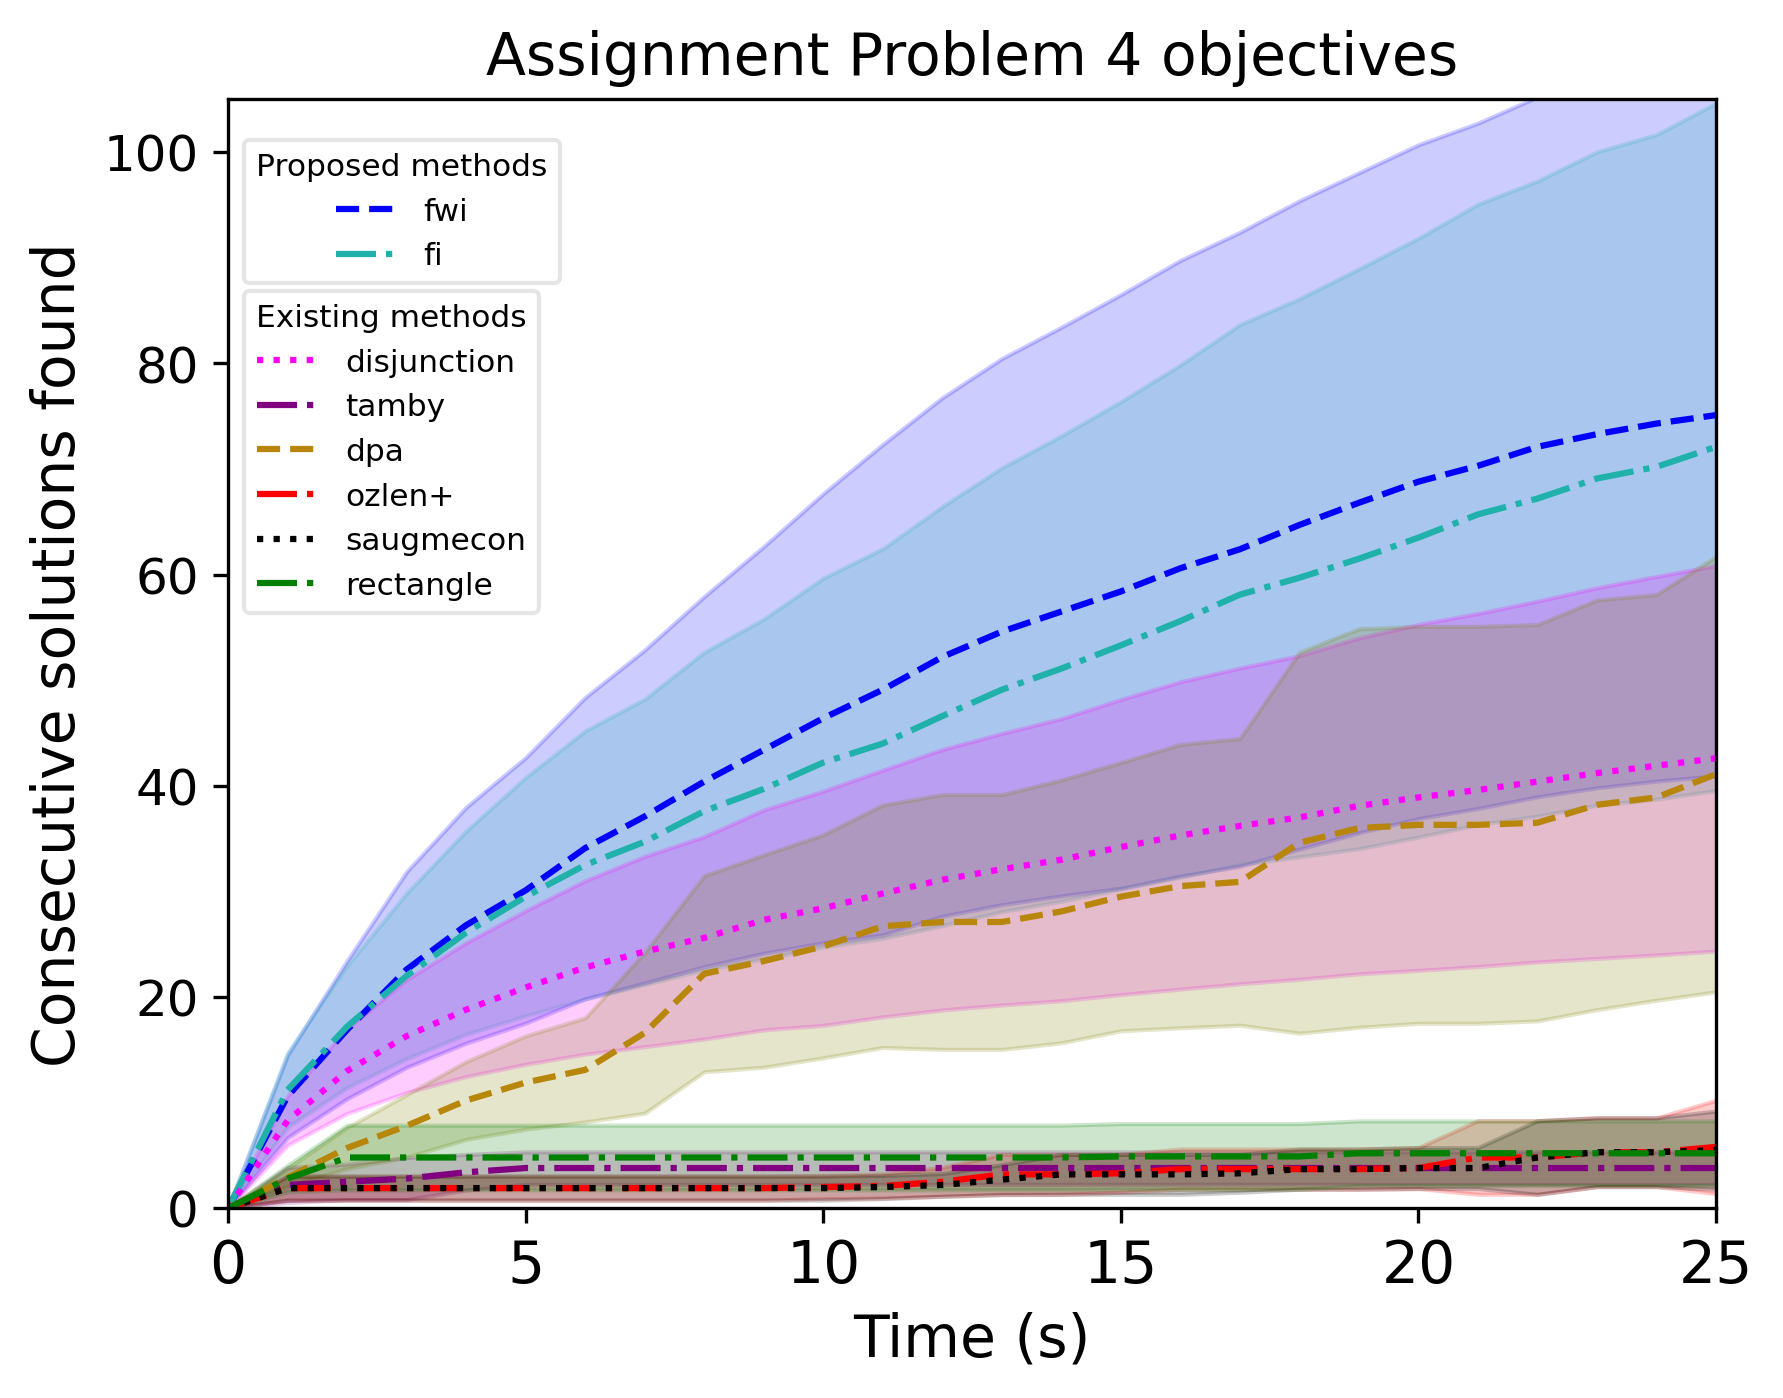 Assignment Problem 4 objectives
Consecutive solutions found
100
80
60
40
20
0
Proposed methods
fwi
fi
Existing methods
disjunction
tamby
dpa
ozlen+
saugmecon
rectangle
0 5 10 15 20 25
Time (s)